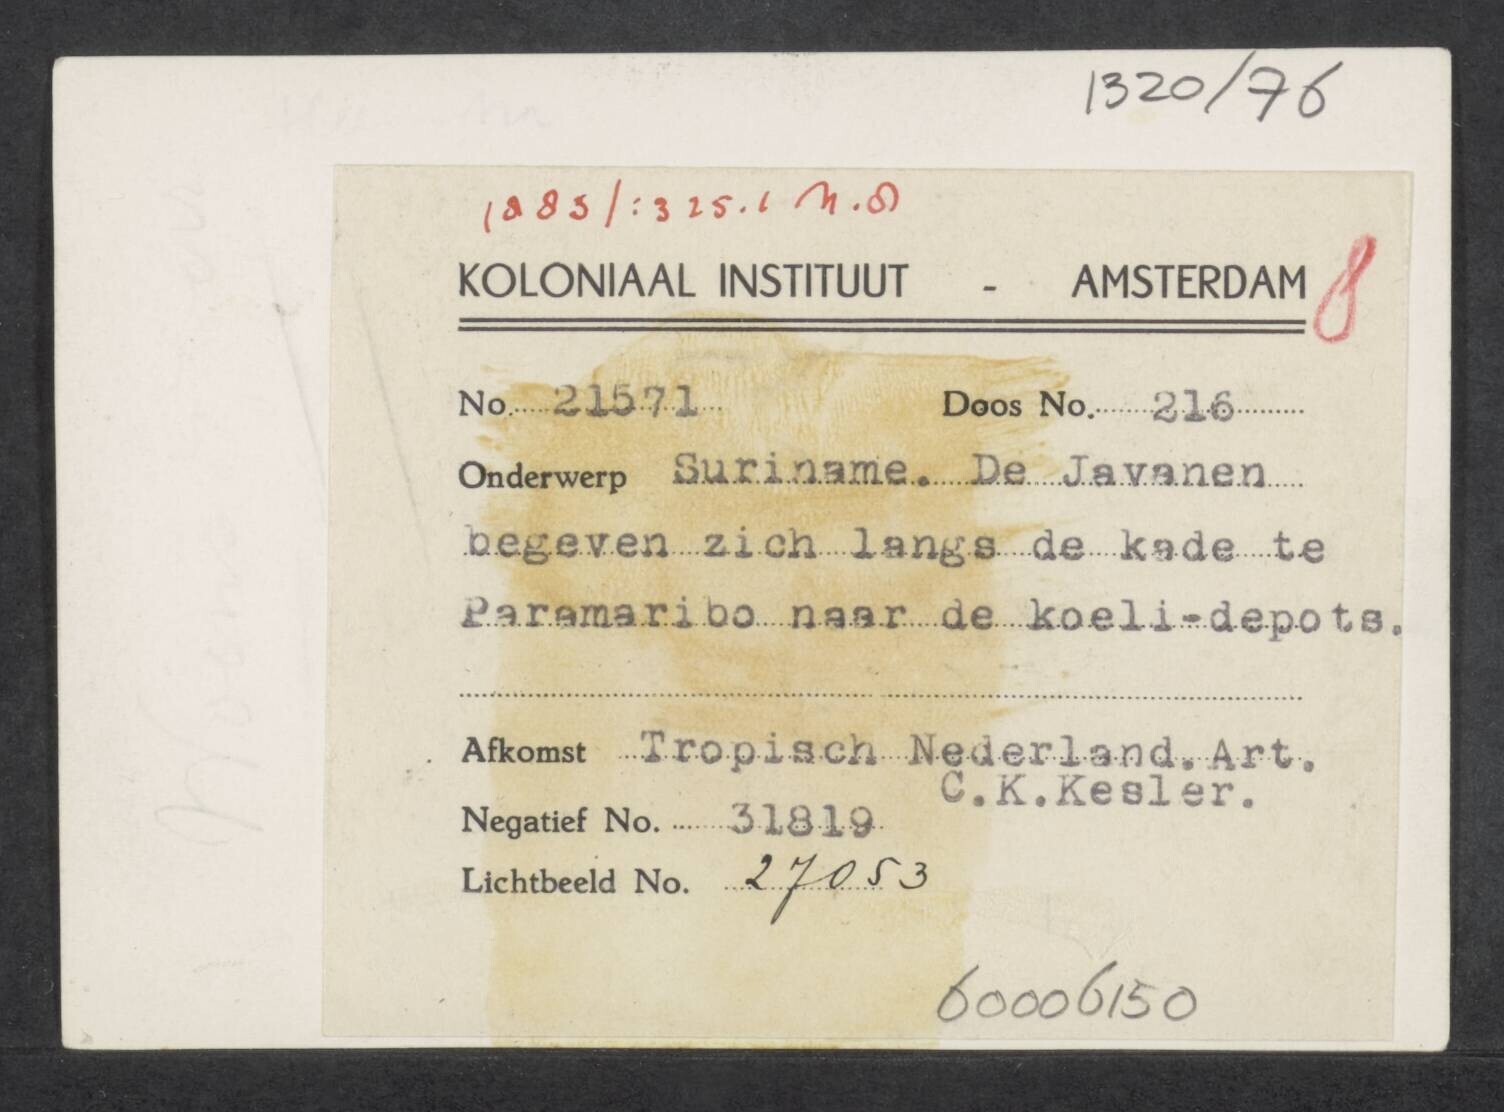 1320/76
1883/:325.1 N.8
KOLONIAAL INSTITUUT - AMSTERDAM 8
No. 21571 Doos No. 216
Onderwerp Suriname. De Javanen
begeven zich langs de kade te
Paramaribo naar de koeli-depots.
Afkomst Tropisch Nederland. Art.
C.K.Kesler.
Negatief No. 31819
Lichtbeeld No. 27053
60006150